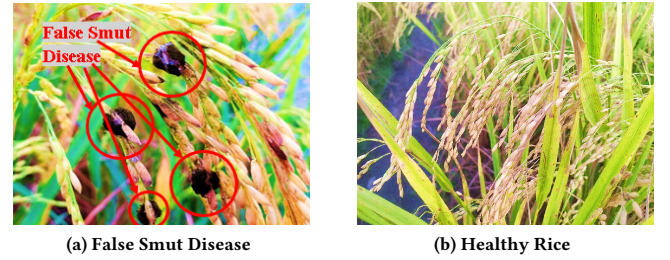 False Smut
Disease
(a) False Smut Disease
(b) Healthy Rice